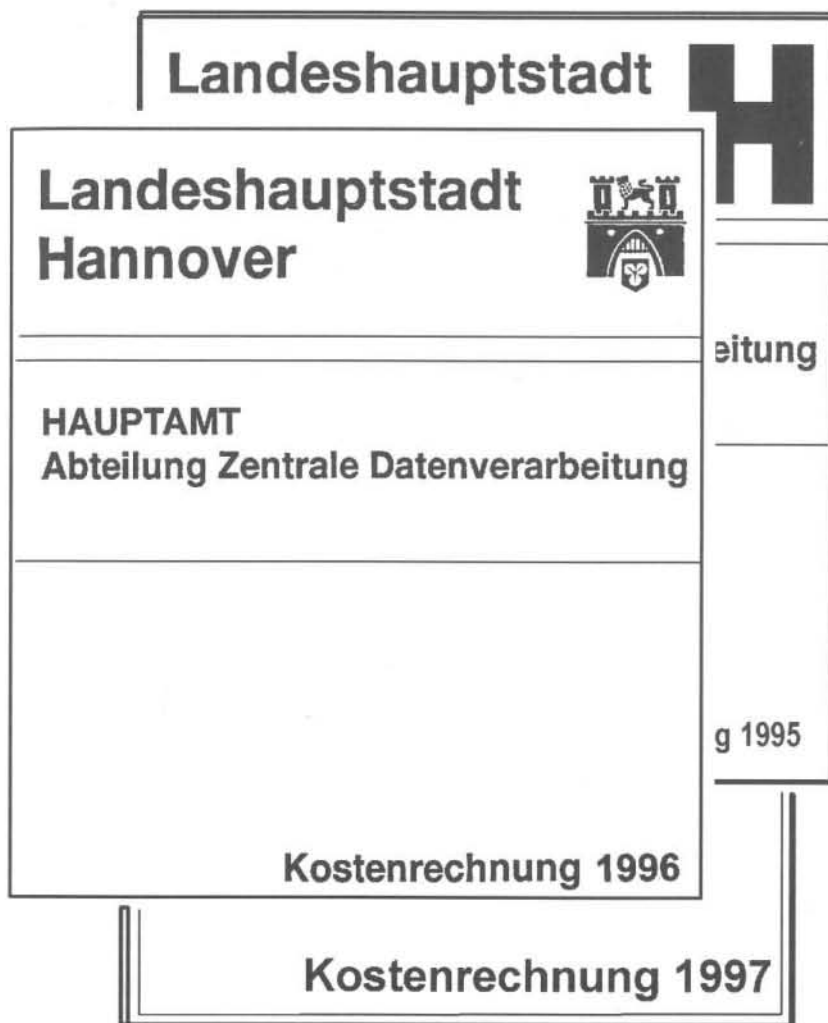 Landeshauptstadt
H
Landeshauptstadt
Hannover
eitung
HAUPTAMT
Abteilung Zentrale Datenverarbeitung
g 1995
Kostenrechnung 1996
Kostenrechnung 1997